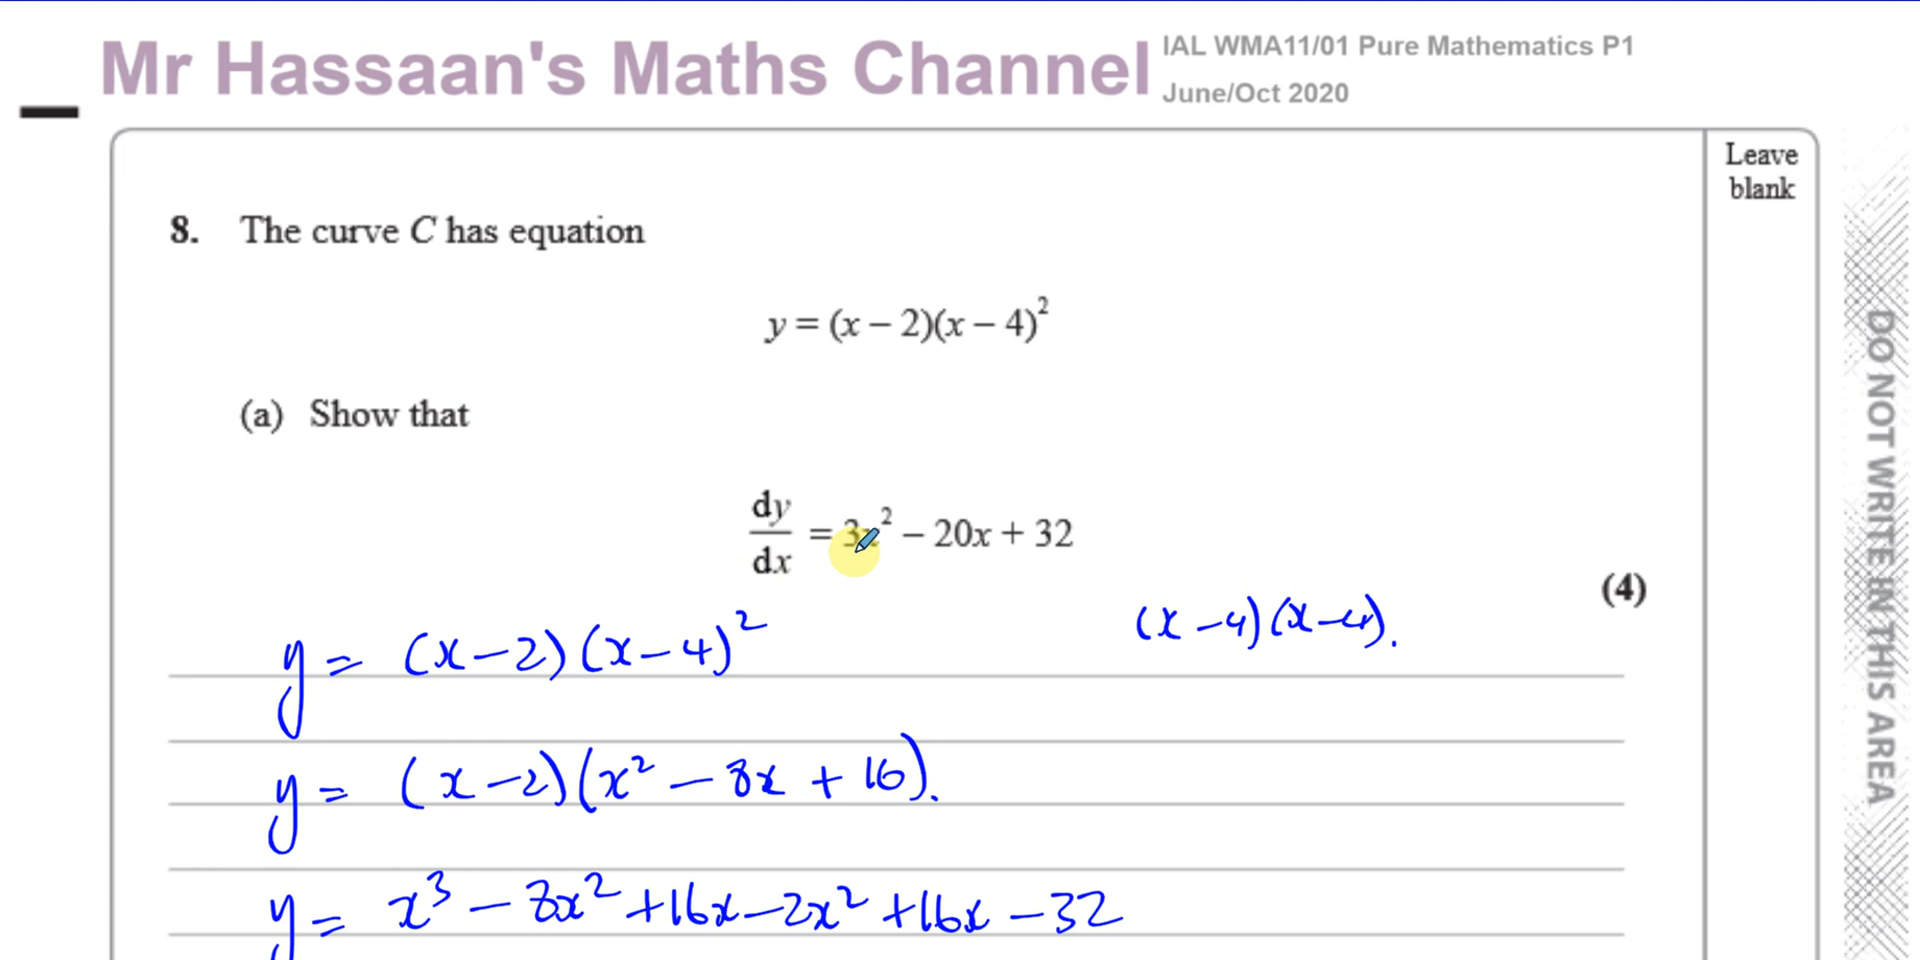 Mr Hassaan's Maths Channel
IAL WMA11/01 Pure Mathematics P1
June/Oct 2020
Leave
blank
8. The curve C has equation
y = (x − 2)(x − 4)²
(a) Show that
dy/dx = 3x² − 20x + 32
(4)
(x−4)(x−4).
y = (x−2)(x−4)²
y = (x−2)(x² − 8x + 16).
y = x³ − 8x² +16x −2x² +16x −32
DO NOT WRITE IN THIS AREA